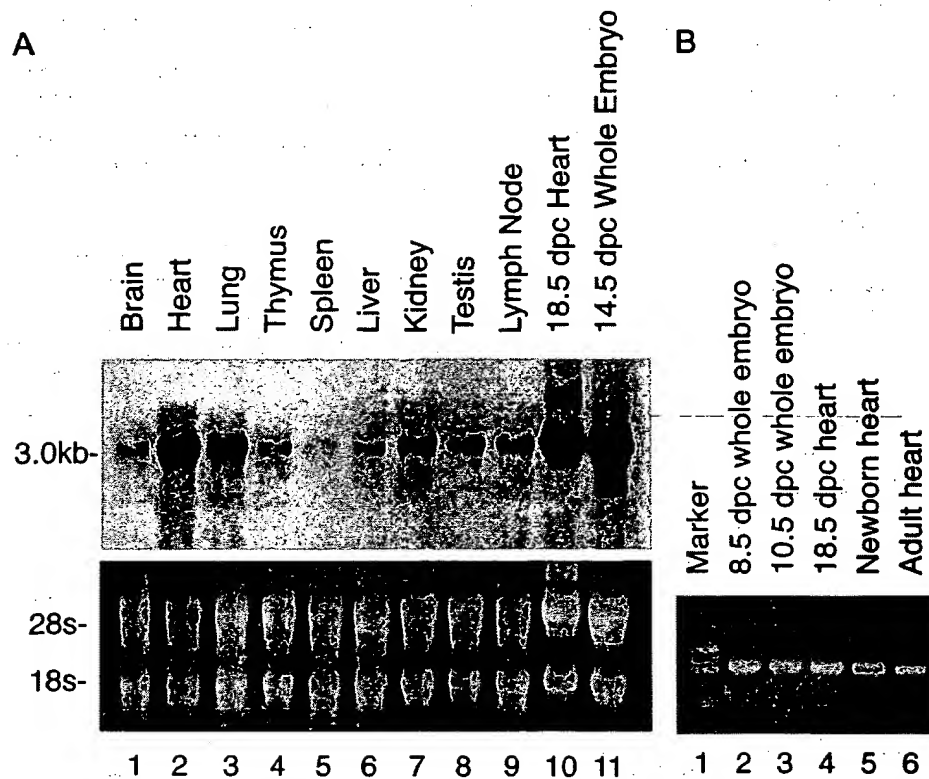 A
B
Brain
Heart
Lung
Thymus
Spleen
Liver
Kidney
Testis
Lymph Node
18.5 dpc Heart
14.5 dpc Whole Embryo
3.0kb-
28s-
18s-
1 2 3 4 5 6 7 8 9 10 11
Marker
8.5 dpc whole embryo
10.5 dpc whole embryo
18.5 dpc heart
Newborn heart
Adult heart
1 2 3 4 5 6